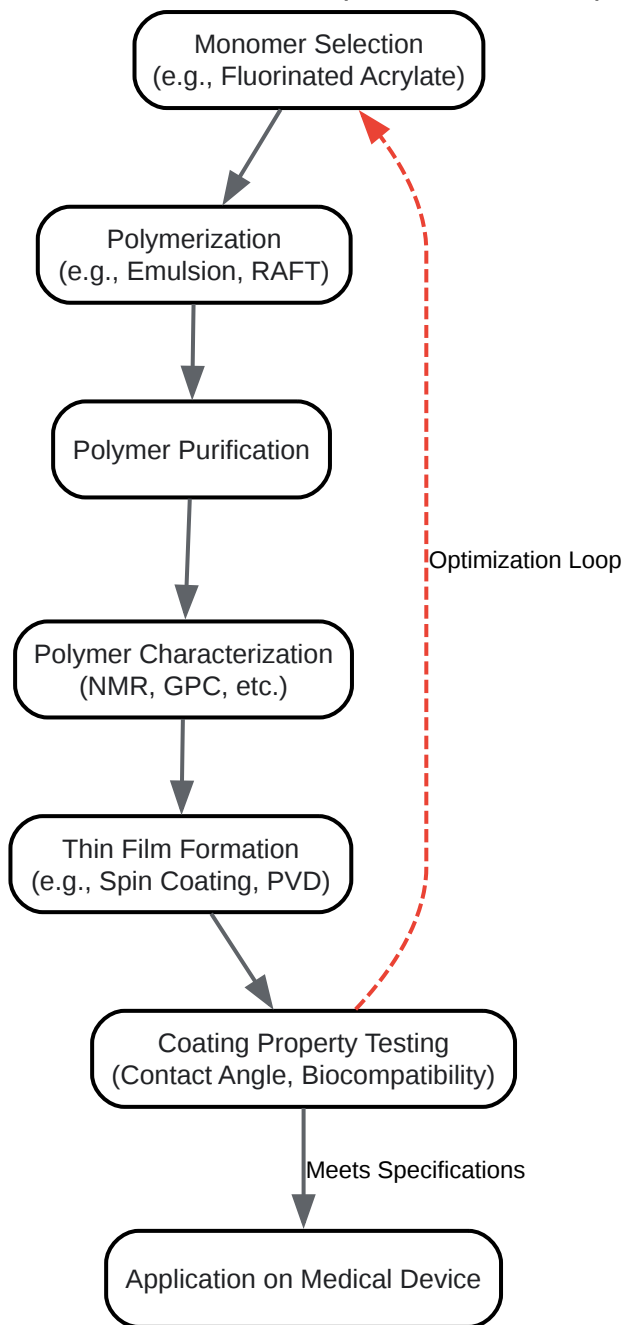 Monomer Selection
(e.g., Fluorinated Acrylate)
Polymerization
(e.g., Emulsion, RAFT)
Polymer Purification
Optimization Loop
Polymer Characterization
(NMR, GPC, etc.)
Thin Film Formation
(e.g., Spin Coating, PVD)
Coating Property Testing
(Contact Angle, Biocompatibility)
Meets Specifications
Application on Medical Device